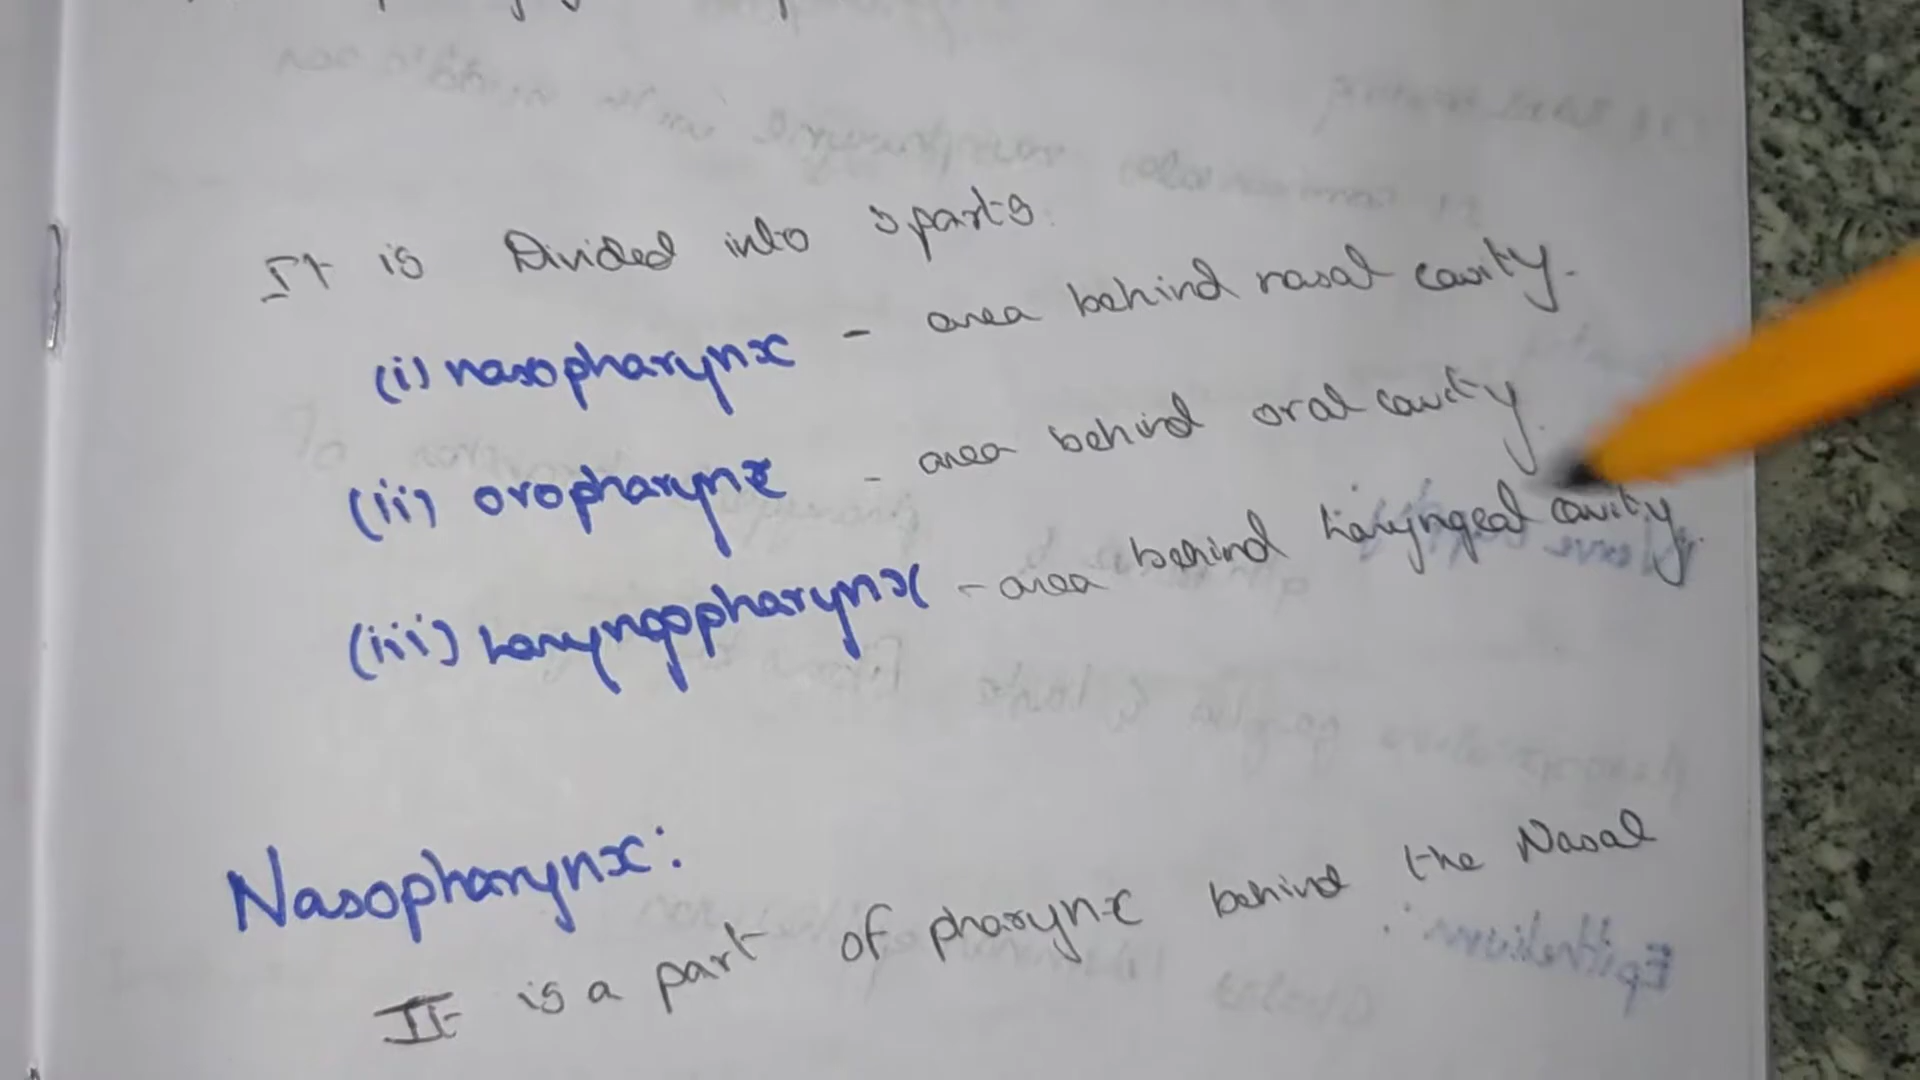 It is Divided into 3 parts.
(i) nasopharynx - area behind nasal cavity.
(ii) oropharynx - area behind oral cavity.
(iii) Laryngopharynx - area behind Laryngeal cavity.
Nasopharynx:
It is a part of pharynx behind the Nasal